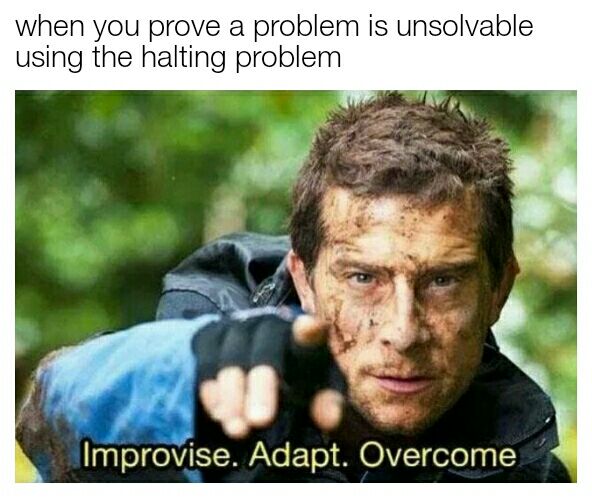 when you prove a problem is unsolvable
using the halting problem
Improvise. Adapt. Overcome